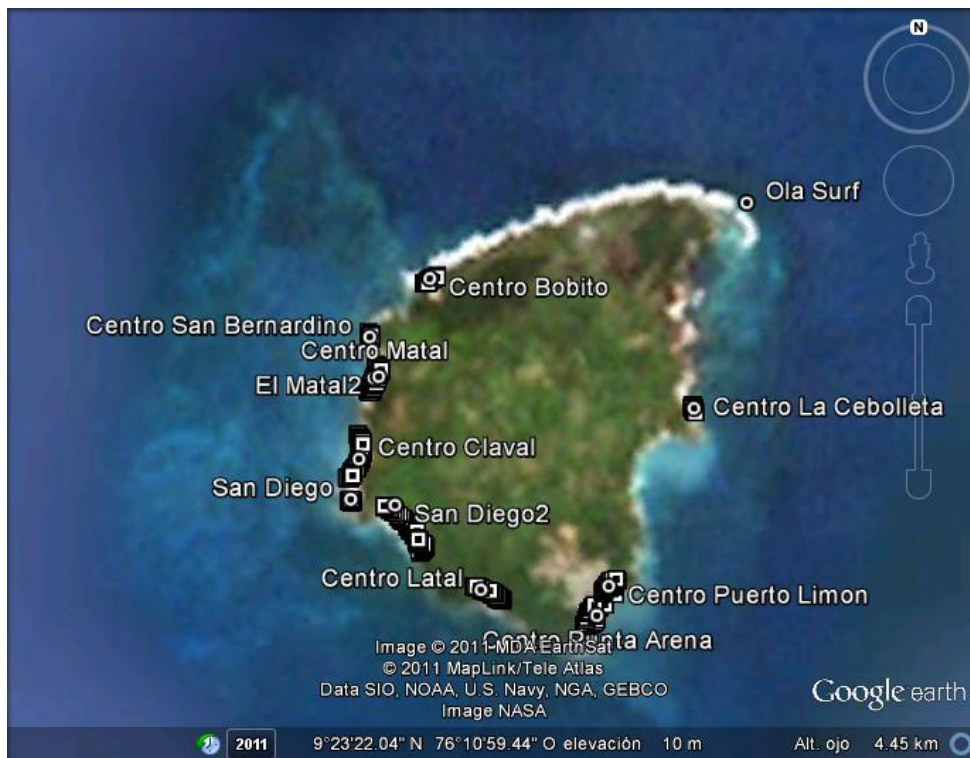 N
Ola Surf
Centro Bobito
Centro San Bernardino
Centro Matal
El Matal2
Centro La Cebolleta
Centro Claval
San Diego
San Diego2
Centro Latal
Centro Puerto Limon
Centro Punta Arena
Image © 2011 MDA EarthSat
© 2011 MapLink/Tele Atlas
Data SIO, NOAA, U.S. Navy, NGA, GEBCO
Image NASA
Google earth
2011 9°23'22.04" N 76°10'59.44" O elevación 10 m Alt. ojo 4.45 km